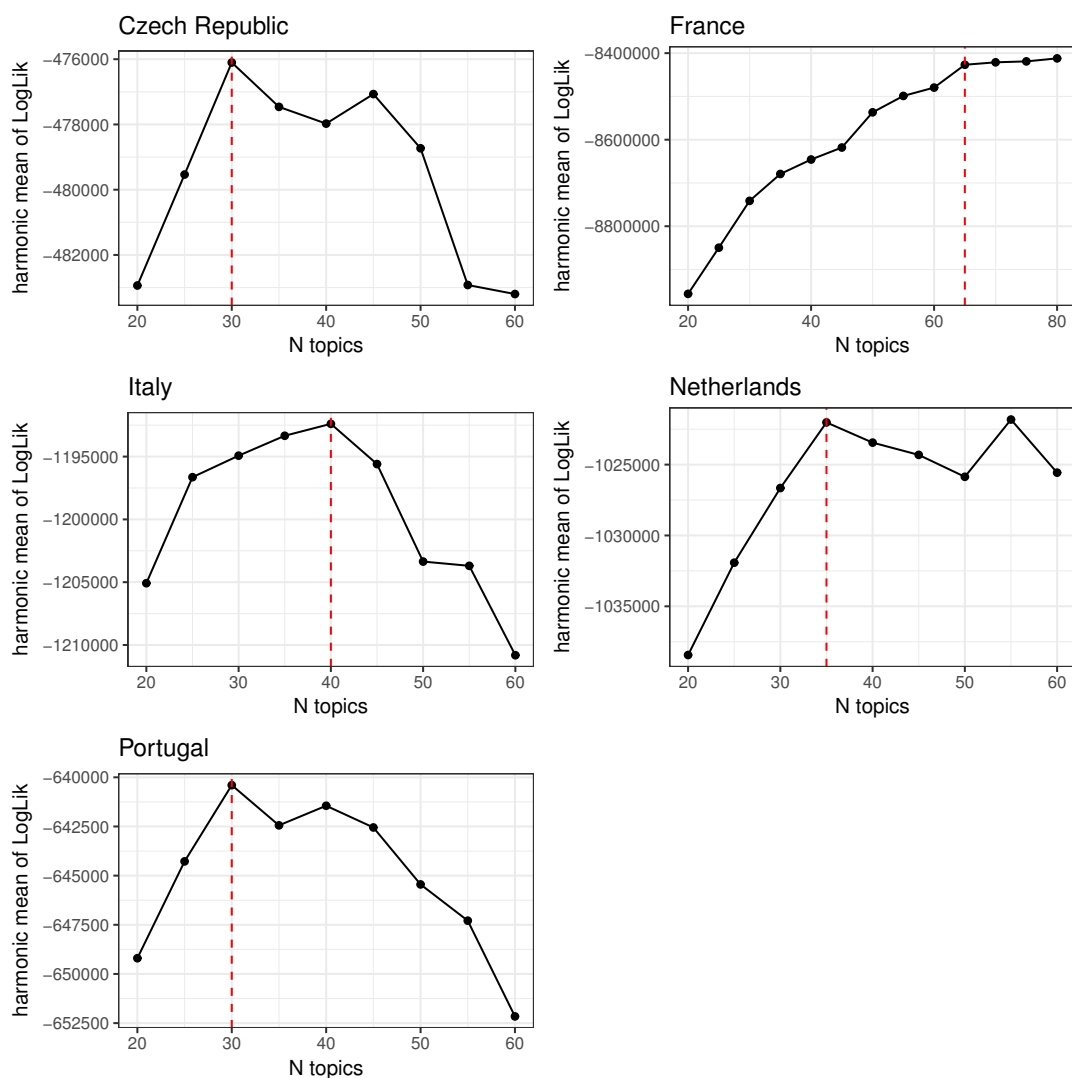 Czech Republic
harmonic mean of LogLik
−476000
−478000
−480000
−482000
20 30 40 50 60
N topics
France
harmonic mean of LogLik
−8400000
−8600000
−8800000
20 40 60 80
N topics
Italy
harmonic mean of LogLik
−1195000
−1200000
−1205000
−1210000
20 30 40 50 60
N topics
Netherlands
harmonic mean of LogLik
−1025000
−1030000
−1035000
20 30 40 50 60
N topics
Portugal
harmonic mean of LogLik
−640000
−642500
−645000
−647500
−650000
−652500
20 30 40 50 60
N topics